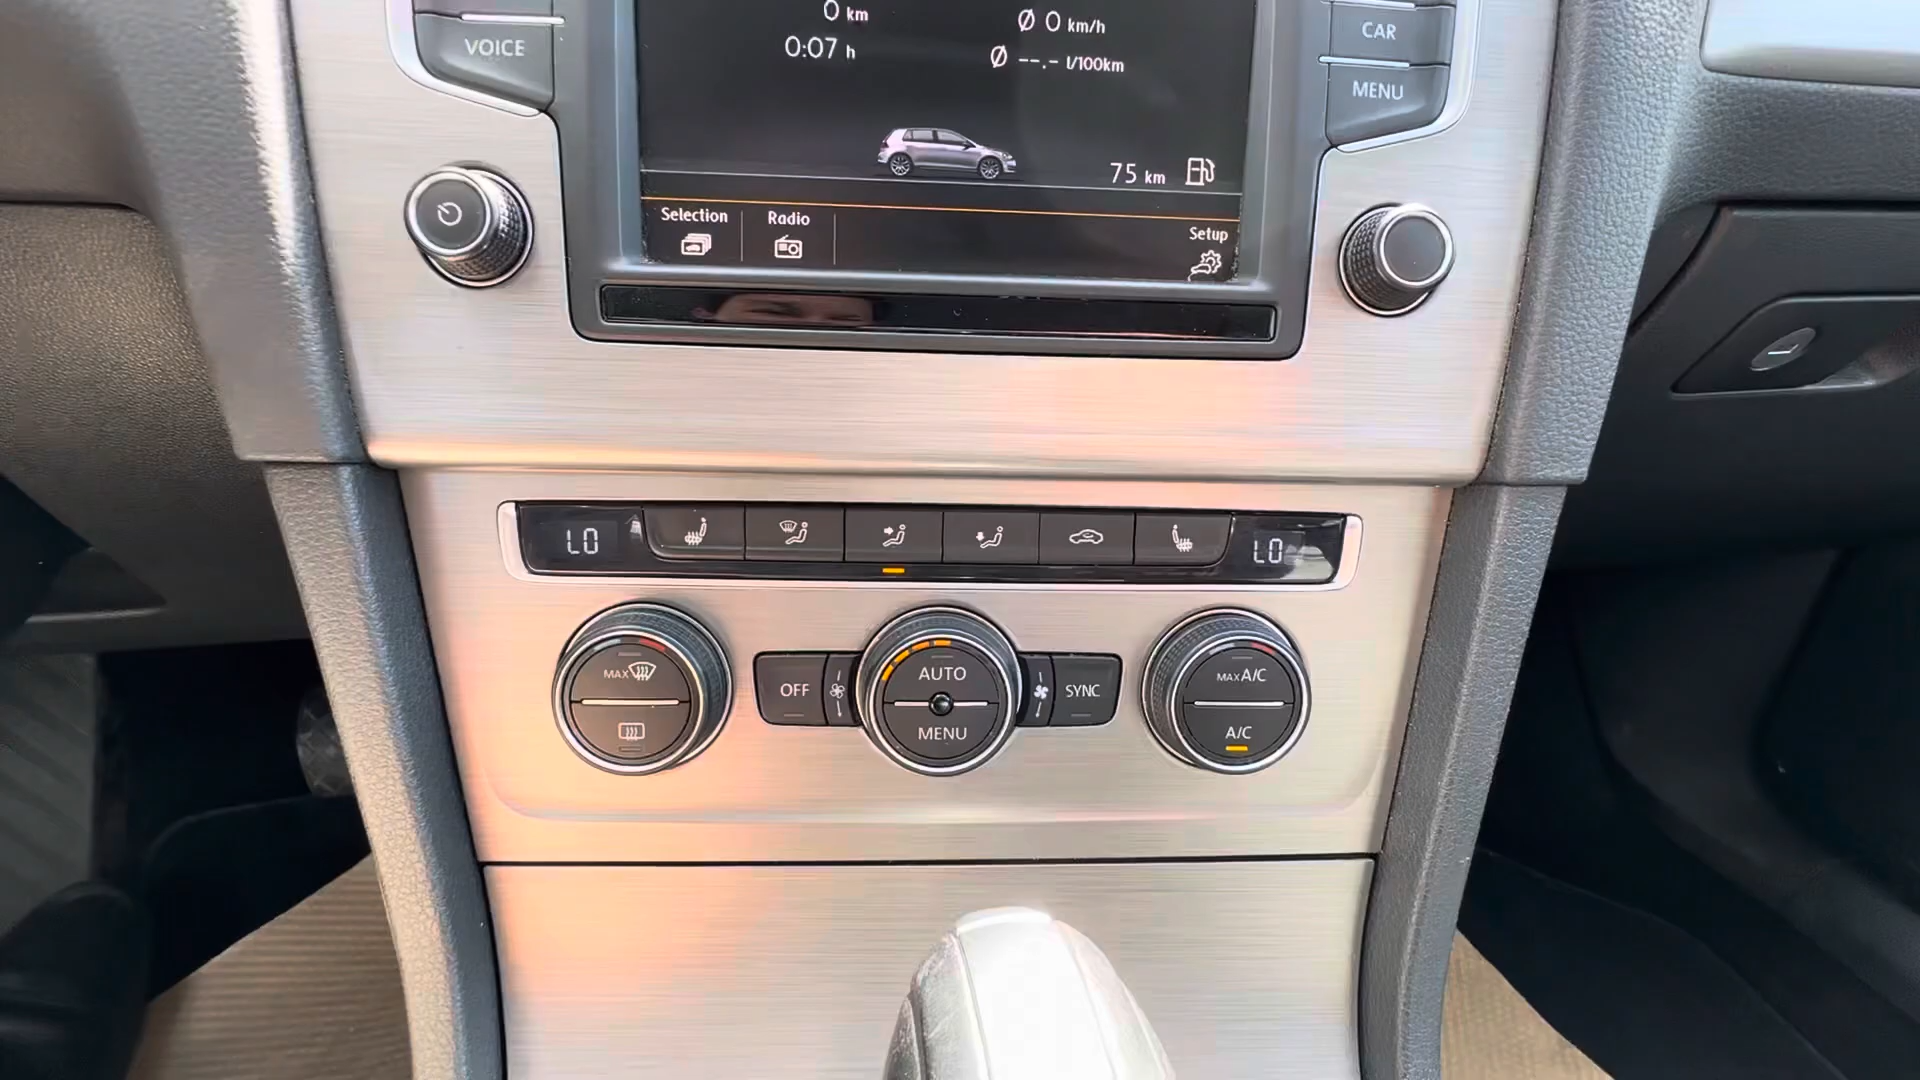 VOICE
0 km
0:07 h
Ø 0 km/h
Ø --.- l/100km
CAR
MENU
75 km
Selection
Radio
Setup
LO
LO
MAX
OFF
AUTO
MENU
SYNC
MAX A/C
A/C